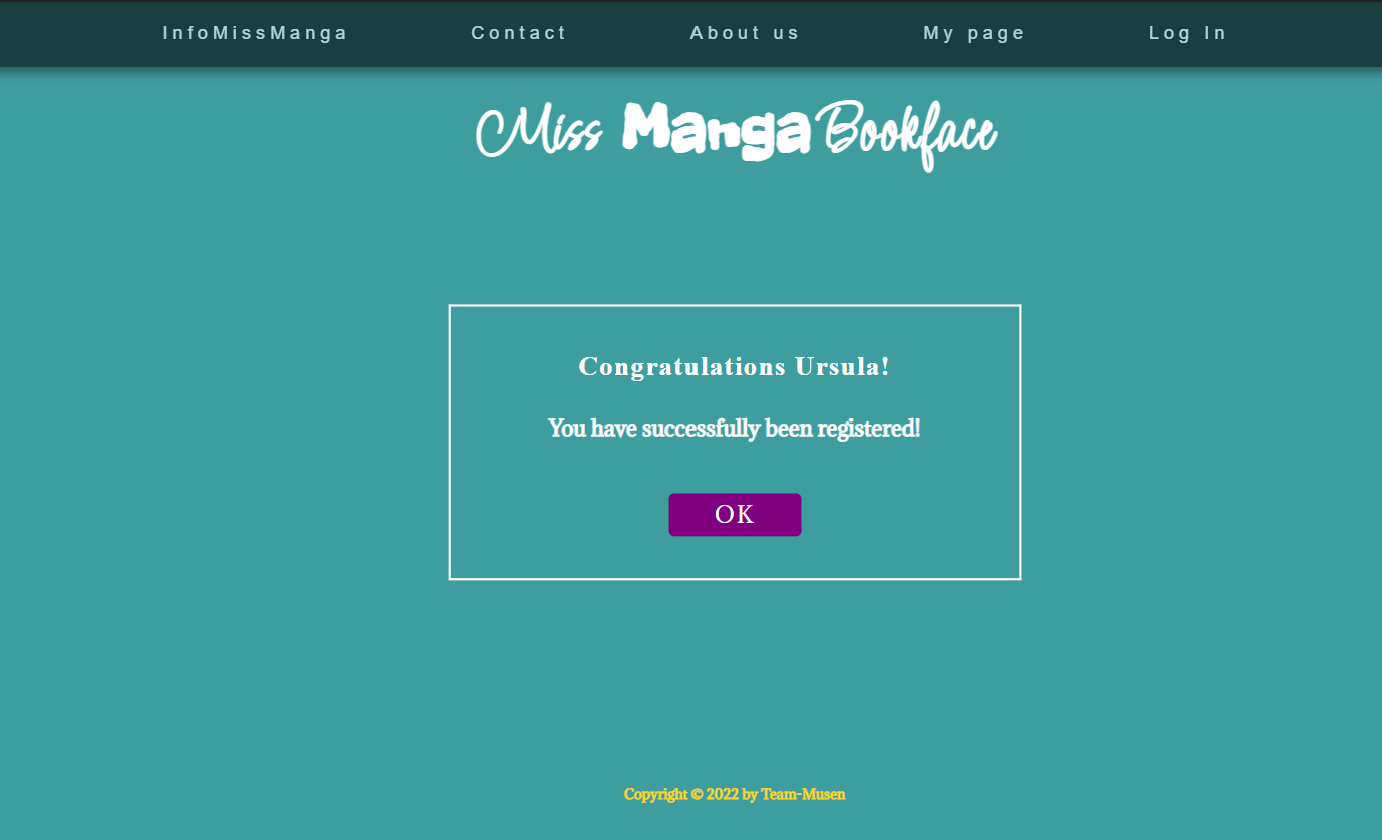 InfoMissManga Contact About us My page Log In
Miss Manga Bookface
Congratulations Ursula!
You have successfully been registered!
OK
Copyright © 2022 by Team-Musen